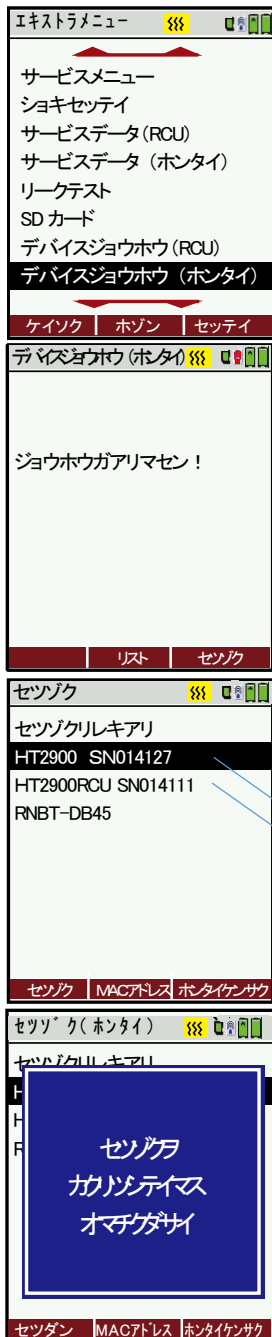 エキストラメニュー
サービスメニュー
ショキセッテイ
サービスデータ(RCU)
サービスデータ (ホンタイ)
リークテスト
SD カード
デバイスジョウホウ(RCU)
デバイスジョウホウ (ホンタイ)
ケイソク ホゾン セッテイ
デバイスジョウホウ(ホンタイ)
ジョウホウガアリマセン!
リスト セツゾク
セツゾク
セツゾクリレキアリ
HT2900 SN014127
HT2900RCU SN014111
RNBT-DB45
セツゾク MACアドレス ホンタイケンサク
セツゾク(ホンタイ)
セツゾクリレキアリ
H
H
R
セツゾクヲ
カクリツシテイマス
オマチクダサイ
セツダン MACアドレス ホンタイケンサク